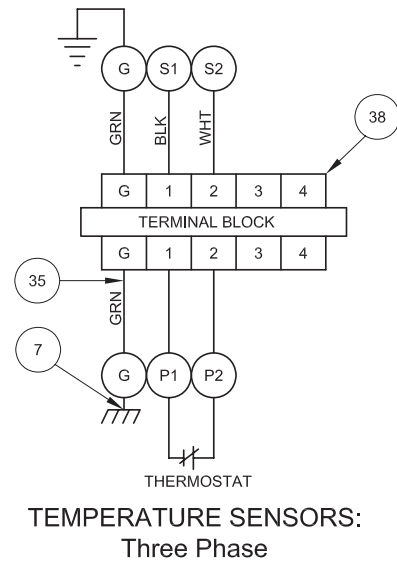 G S1 S2
GRN BLK WHT
38
G 1 2 3 4
TERMINAL BLOCK
G 1 2 3 4
35
GRN
7
G P1 P2
THERMOSTAT
TEMPERATURE SENSORS:
Three Phase